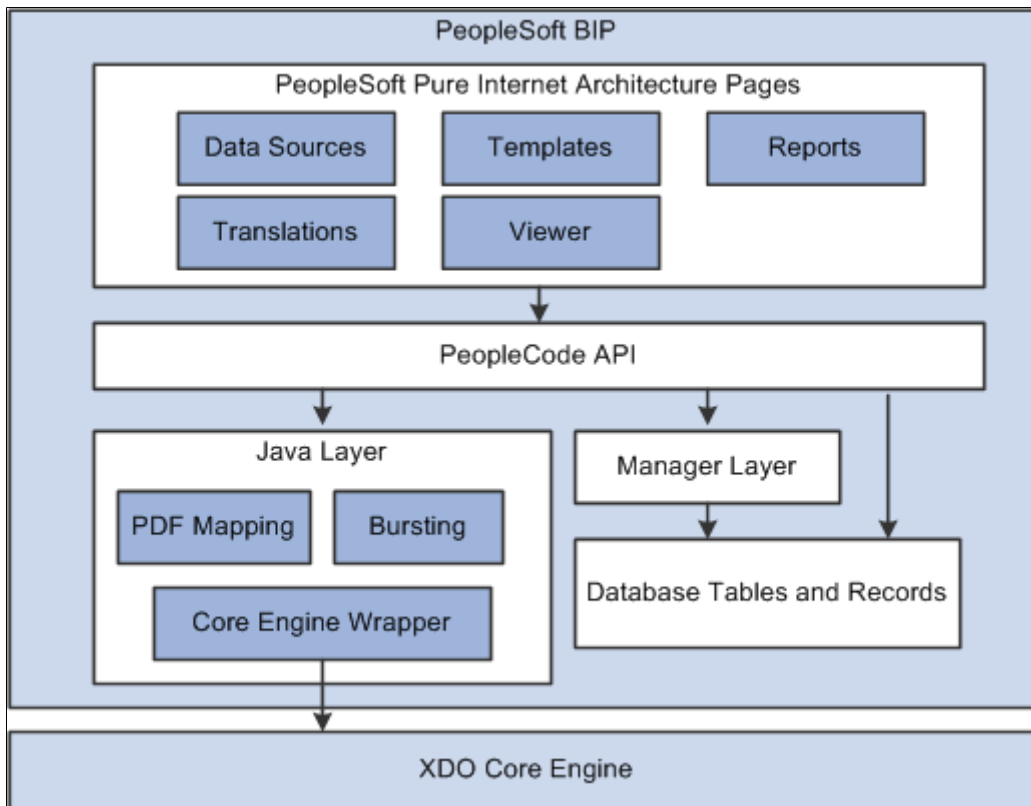 PeopleSoft BIP
PeopleSoft Pure Internet Architecture Pages
Data Sources
Templates
Reports
Translations
Viewer
PeopleCode API
Java Layer
PDF Mapping
Bursting
Core Engine Wrapper
Manager Layer
Database Tables and Records
XDO Core Engine